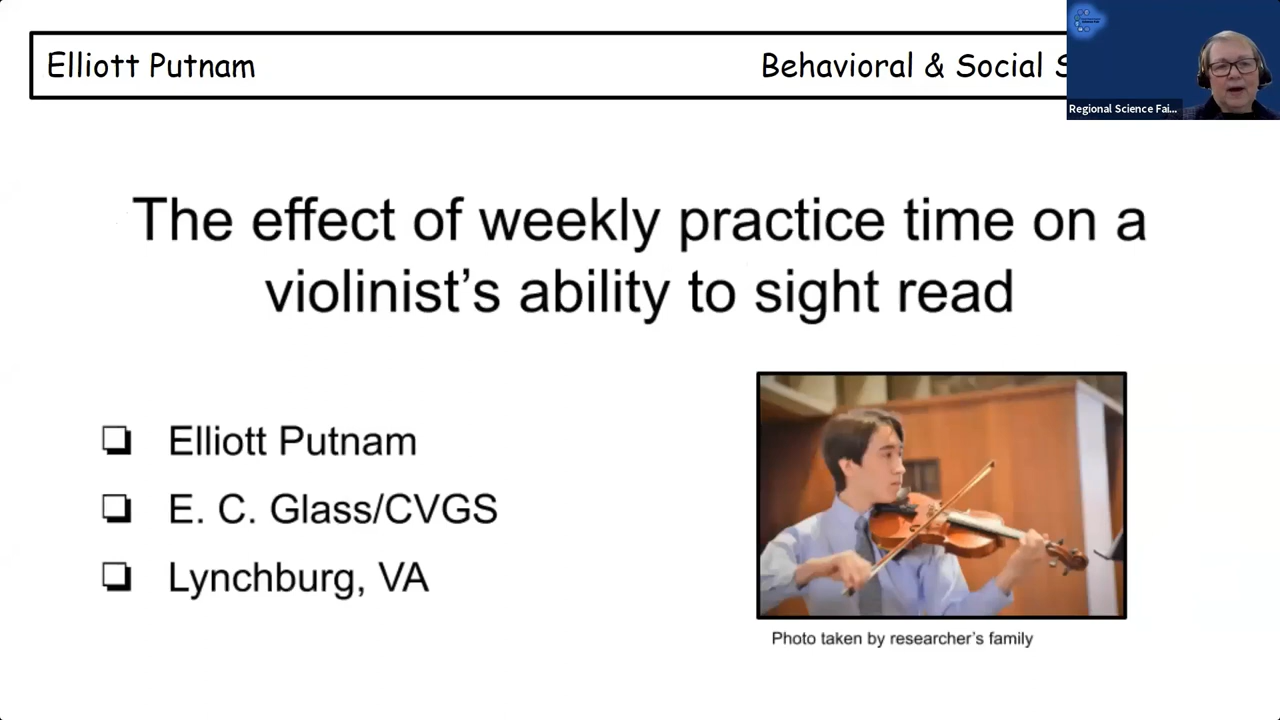 Elliott Putnam
Behavioral & Social
Regional Science Fai...
The effect of weekly practice time on a
violinist's ability to sight read
❏ Elliott Putnam
❏ E. C. Glass/CVGS
❏ Lynchburg, VA
Photo taken by researcher's family